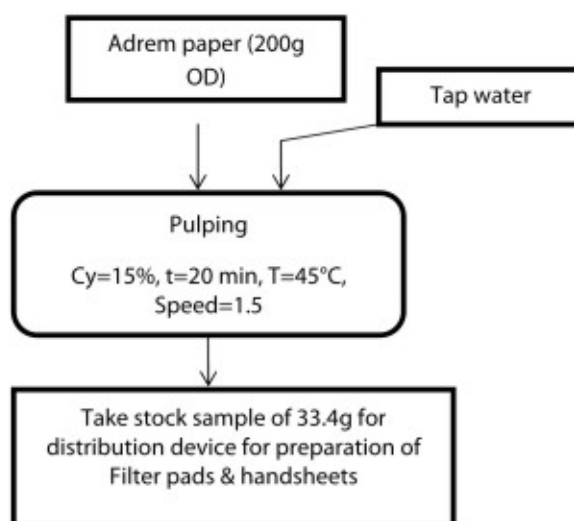 Adrem paper (200g
OD)
Tap water
Pulping
Cy=15%, t=20 min, T=45°C,
Speed=1.5
Take stock sample of 33.4g for
distribution device for preparation of
Filter pads & handsheets